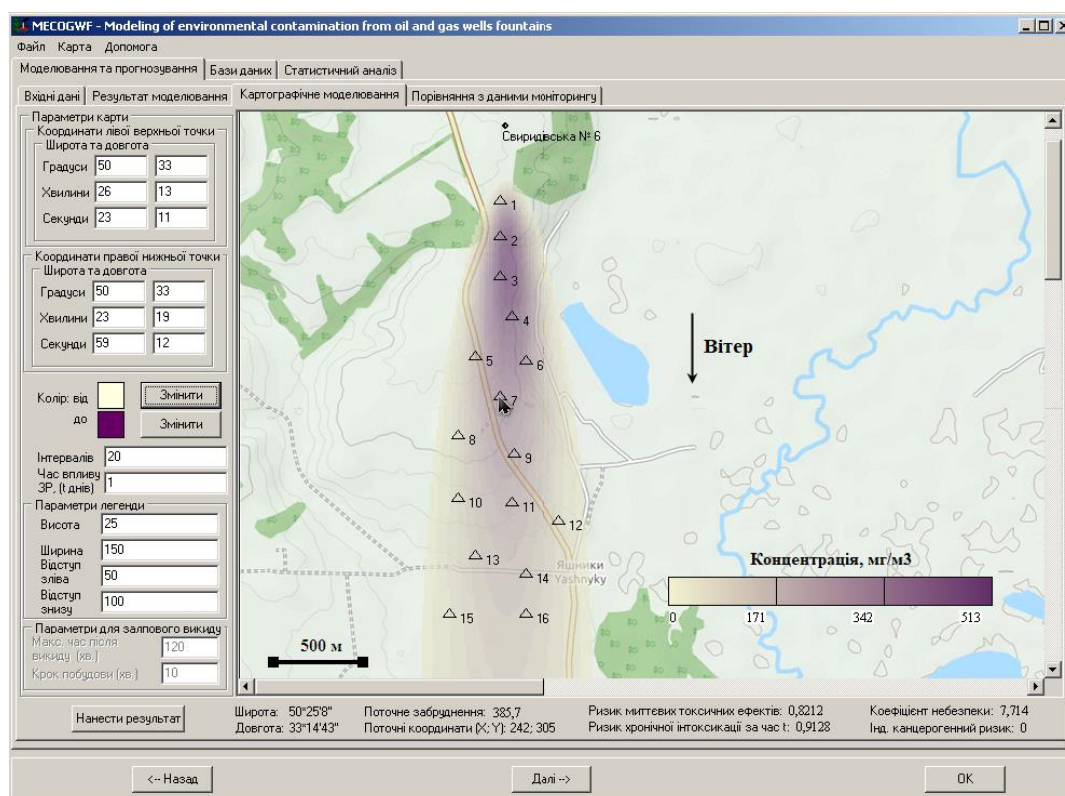 MECOGWF - Modeling of environmental contamination from oil and gas wells fountains
Файл Карта Допомога
Моделювання та прогнозування Бази даних Статистичний аналіз
Вхідні дані Результат моделювання Картографічне моделювання Порівняння з даними моніторингу
Параметри карти
Координати лівої верхньої точки
Широта та довгота
Градуси 50 33
Хвилини 26 13
Секунди 23 11
Координати правої нижньої точки
Широта та довгота
Градуси 50 33
Хвилини 23 19
Секунди 59 12
Колір: від Змінити
до Змінити
Інтервалів 20
Час впливу
ЗР, (t днів) 1
Параметри легенди
Висота 25
Ширина 150
Відступ
зліва 50
Відступ
знизу 100
Параметри для залпового викиду
Макс. час після
викиду (хв.) 120
Крок побудови (хв.) 10
Нанести результат
Свиридівська № 6
1
2
3
4
5
6
7
8
9
10
11
12
13
14
15
16
Вітер
Яшники
Yashnyky
Концентрація, мг/м3
0 171 342 513
500 м
Широта: 50°25'8" Поточне забруднення: 385,7 Ризик миттєвих токсичних ефектів: 0,8212 Коефіцієнт небезпеки: 7,714
Довгота: 33°14'43" Поточні координати (X; Y): 242; 305 Ризик хронічної інтоксикації за час t: 0,9128 Інд. канцерогенний ризик: 0
<-- Назад Далі --> OK